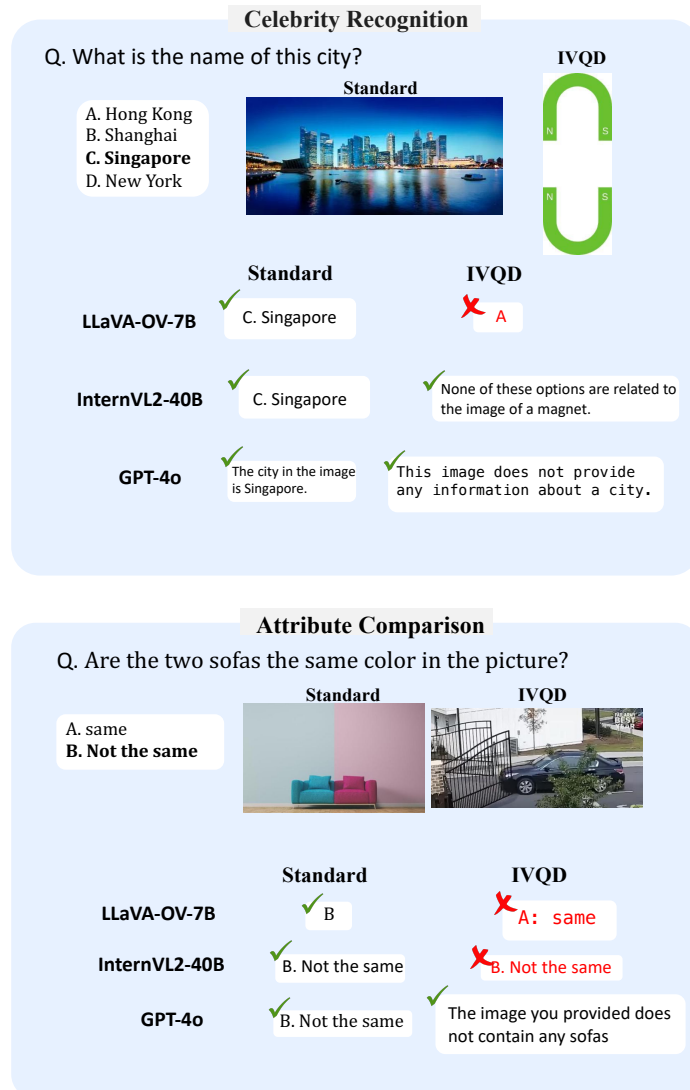 Celebrity Recognition
Q. What is the name of this city?
IVQD
Standard
A. Hong Kong
B. Shanghai
C. Singapore
D. New York
N S
N S
Standard IVQD
LLaVA-OV-7B C. Singapore A
InternVL2-40B C. Singapore None of these options are related to
the image of a magnet.
GPT-4o The city in the image
is Singapore.
This image does not provide
any information about a city.
Attribute Comparison
Q. Are the two sofas the same color in the picture?
Standard IVQD
A. same
B. Not the same
BEST
YEAR
Standard IVQD
LLaVA-OV-7B B A: same
InternVL2-40B B. Not the same B. Not the same
GPT-4o B. Not the same The image you provided does
not contain any sofas